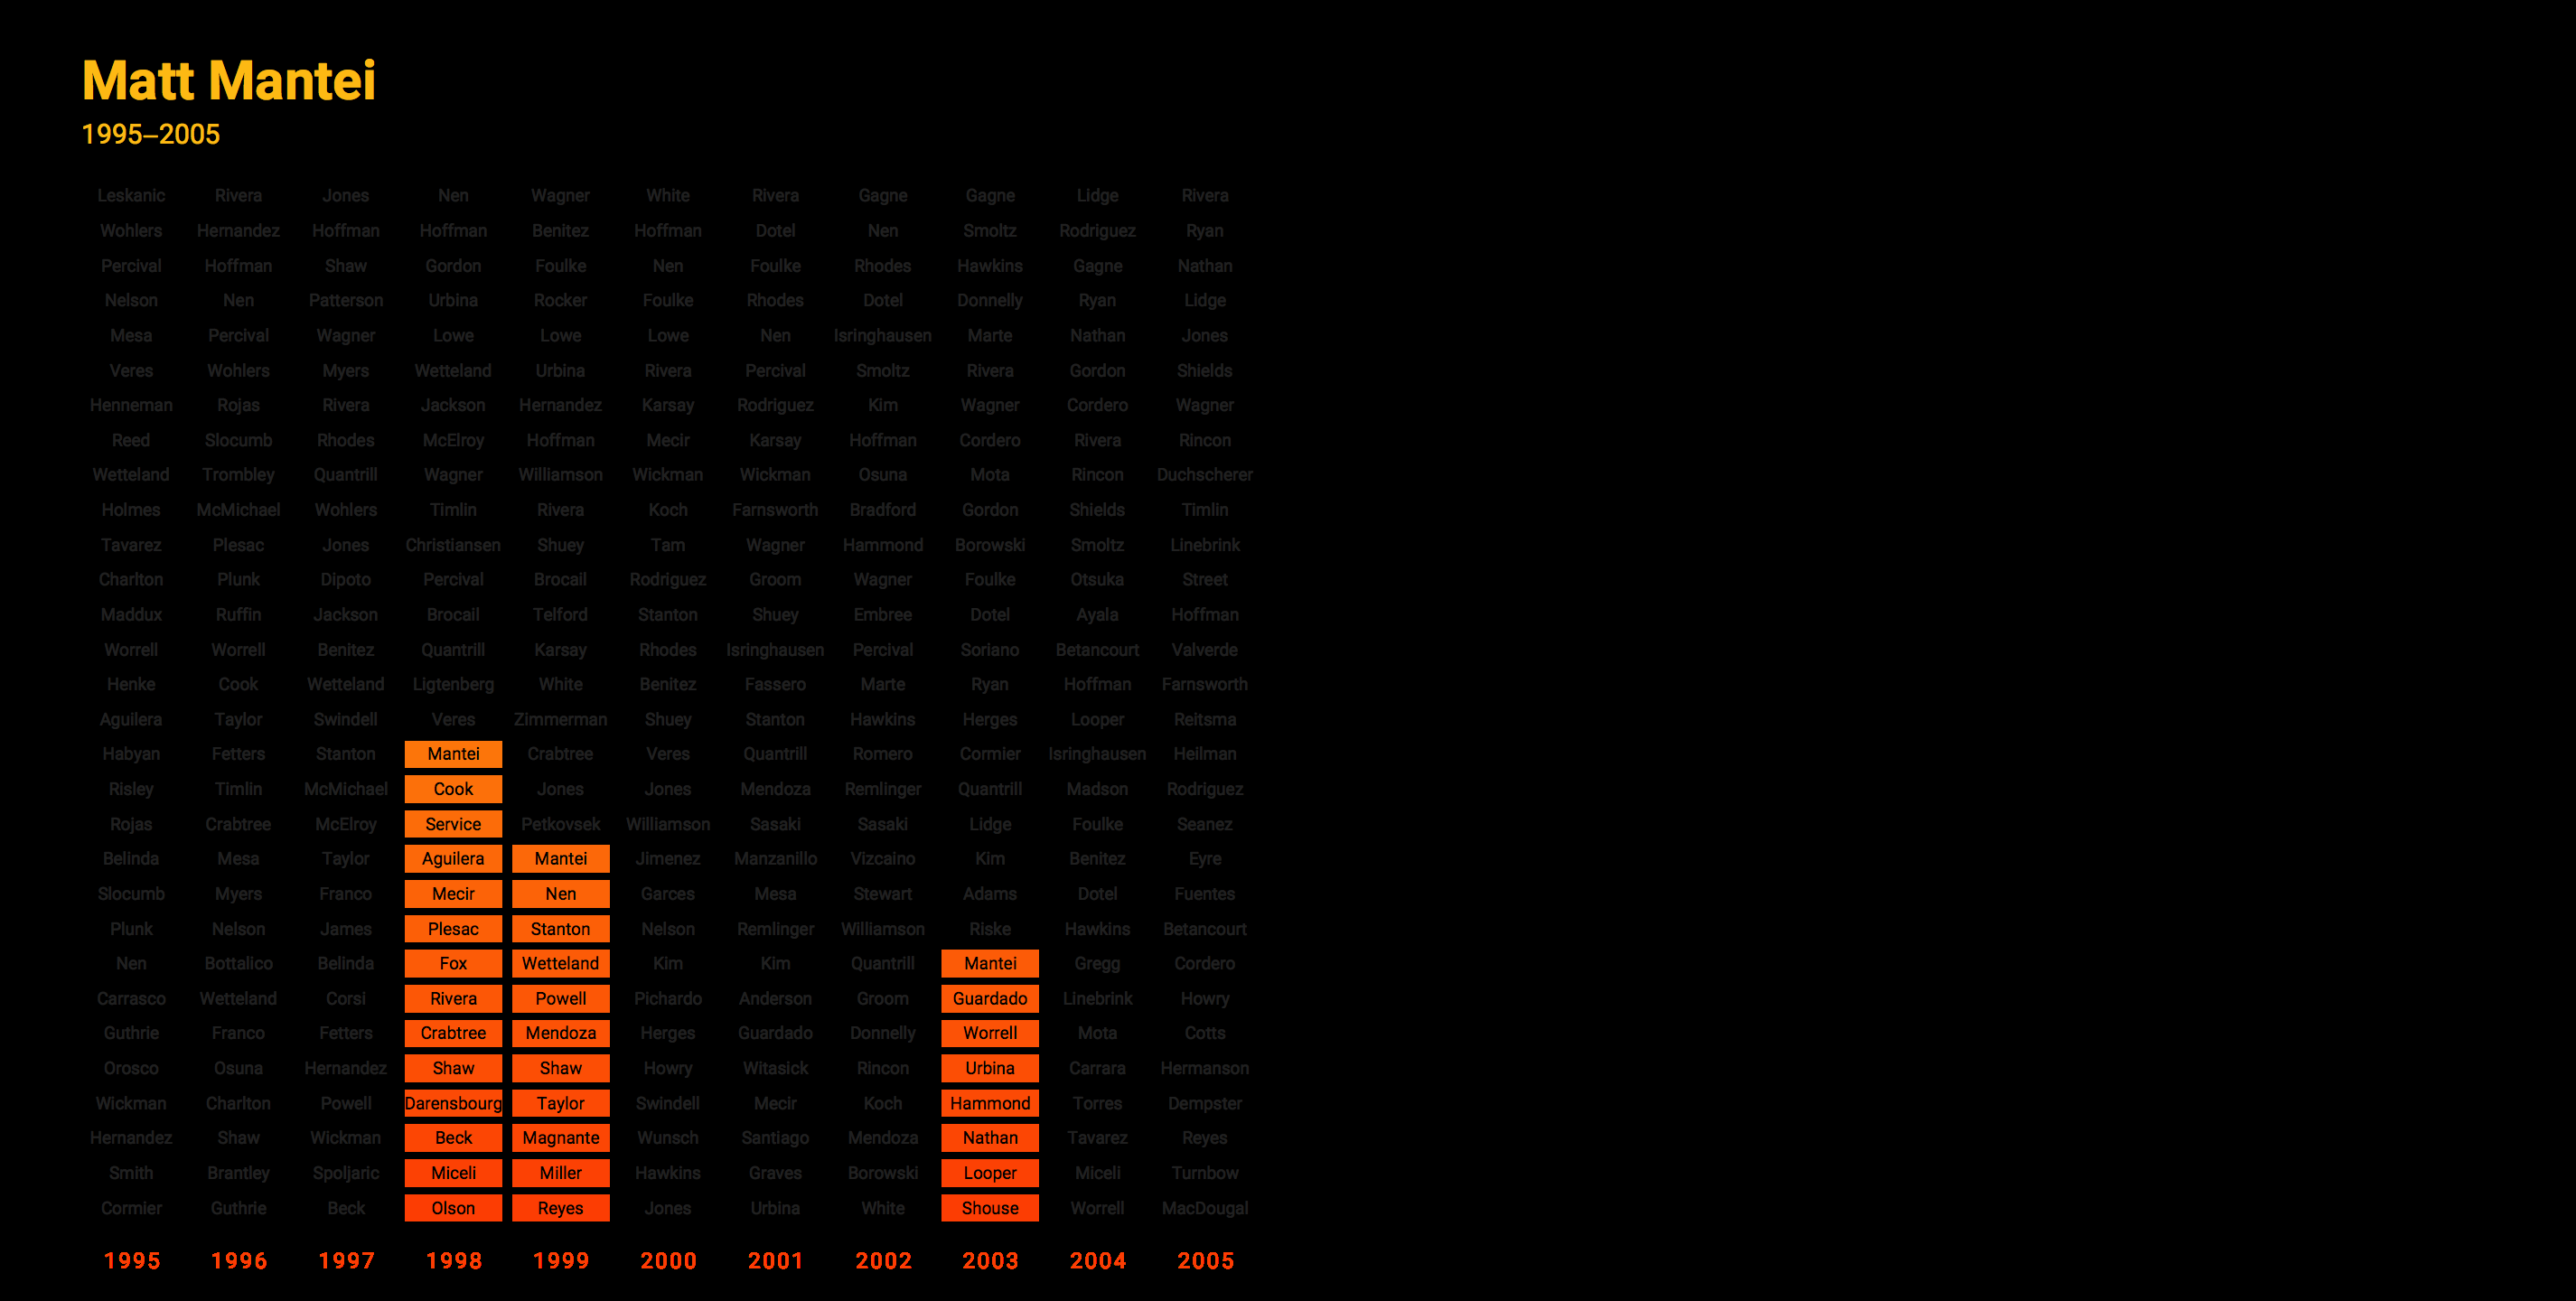 Matt Mantei
1995–2005
Leskanic Rivera Jones Nen Wagner White Rivera Gagne Gagne Lidge Rivera
Wohlers Hernandez Hoffman Hoffman Benitez Hoffman Dotel Nen Smoltz Rodriguez Ryan
Percival Hoffman Shaw Gordon Foulke Nen Foulke Rhodes Hawkins Gagne Nathan
Nelson Nen Patterson Urbina Rocker Foulke Rhodes Dotel Donnelly Ryan Lidge
Mesa Percival Wagner Lowe Lowe Lowe Nen Isringhausen Marte Nathan Jones
Veres Wohlers Myers Wetteland Urbina Rivera Percival Smoltz Rivera Gordon Shields
Henneman Rojas Rivera Jackson Hernandez Karsay Rodriguez Kim Wagner Cordero Wagner
Reed Slocumb Rhodes McElroy Hoffman Mecir Karsay Hoffman Cordero Rivera Rincon
Wetteland Trombley Quantrill Wagner Williamson Wickman Wickman Osuna Mota Rincon Duchscherer
Holmes McMichael Wohlers Timlin Rivera Koch Farnsworth Bradford Gordon Shields Timlin
Tavarez Plesac Jones Christiansen Shuey Tam Wagner Hammond Borowski Smoltz Linebrink
Charlton Plunk Dipoto Percival Brocail Rodriguez Groom Wagner Foulke Otsuka Street
Maddux Ruffin Jackson Brocail Telford Stanton Shuey Embree Dotel Ayala Hoffman
Worrell Worrell Benitez Quantrill Karsay Rhodes Isringhausen Percival Soriano Betancourt Valverde
Henke Cook Wetteland Ligtenberg White Benitez Fassero Marte Ryan Hoffman Farnsworth
Aguilera Taylor Swindell Veres Zimmerman Shuey Stanton Hawkins Herges Looper Reitsma
Habyan Fetters Stanton Mantei Crabtree Veres Quantrill Romero Cormier Isringhausen Heilman
Risley Timlin McMichael Cook Jones Jones Mendoza Remlinger Quantrill Madson Rodriguez
Rojas Crabtree McElroy Service Petkovsek Williamson Sasaki Sasaki Lidge Foulke Seanez
Belinda Mesa Taylor Aguilera Mantei Jimenez Manzanillo Vizcaino Kim Benitez Eyre
Slocumb Myers Franco Mecir Nen Garces Mesa Stewart Adams Dotel Fuentes
Plunk Nelson James Plesac Stanton Nelson Remlinger Williamson Riske Hawkins Betancourt
Nen Bottalico Belinda Fox Wetteland Kim Kim Quantrill Mantei Gregg Cordero
Carrasco Wetteland Corsi Rivera Powell Pichardo Anderson Groom Guardado Linebrink Howry
Guthrie Franco Fetters Crabtree Mendoza Herges Guardado Donnelly Worrell Mota Cotts
Orosco Osuna Hernandez Shaw Shaw Howry Witasick Rincon Urbina Carrara Hermanson
Wickman Charlton Powell Darensbourg Taylor Swindell Mecir Koch Hammond Torres Dempster
Hernandez Shaw Wickman Beck Magnante Wunsch Santiago Mendoza Nathan Tavarez Reyes
Smith Brantley Spoljaric Miceli Miller Hawkins Graves Borowski Looper Miceli Turnbow
Cormier Guthrie Beck Olson Reyes Jones Urbina White Shouse Worrell MacDougal
1995 1996 1997 1998 1999 2000 2001 2002 2003 2004 2005